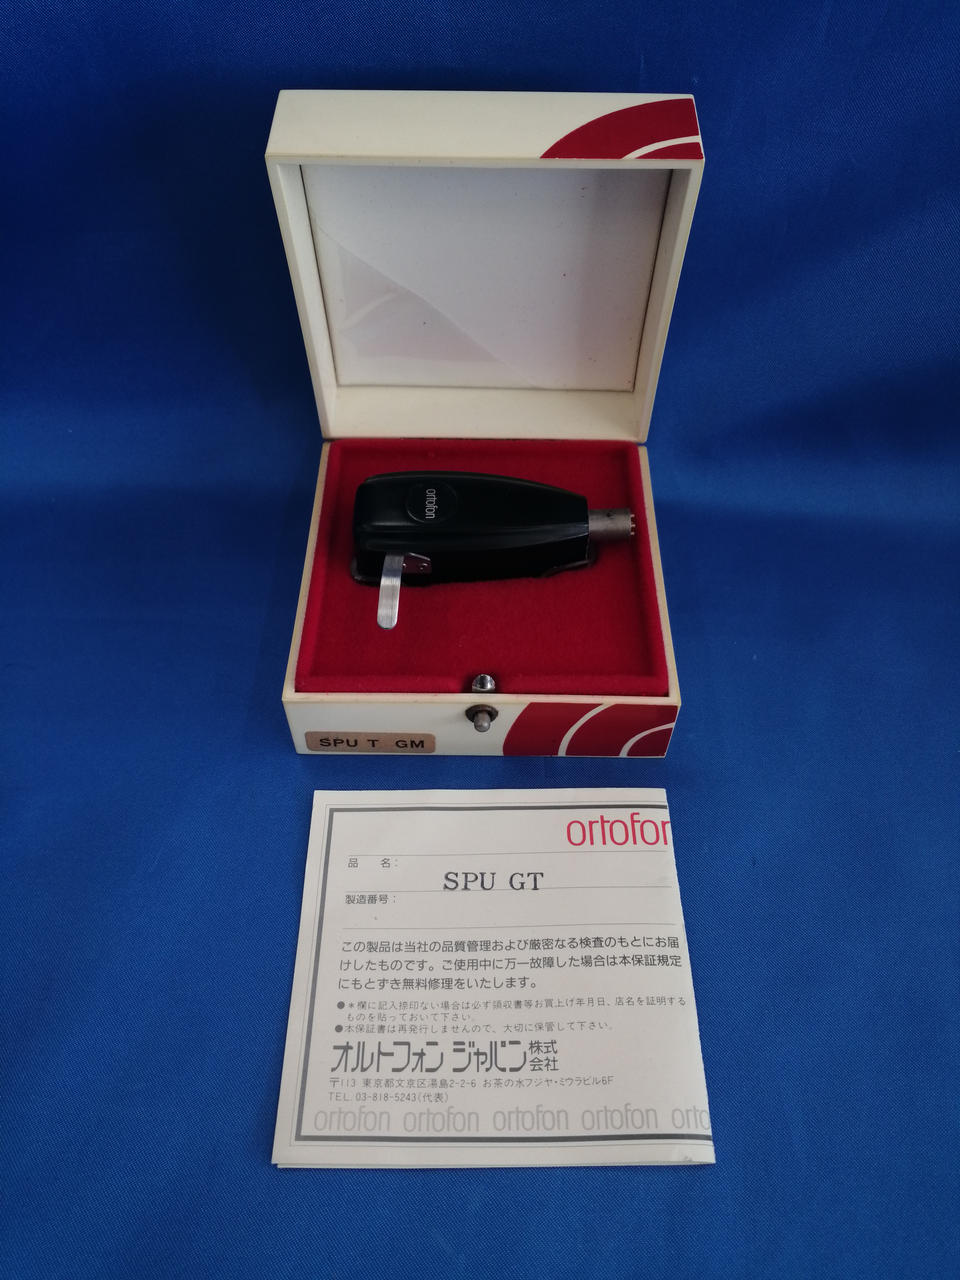 ortofon
SPU T GM
ortofon
品 名：
SPU GT
製造番号：
この製品は当社の品質管理および厳密なる検査のもとにお届
けしたものです。ご使用中に万一故障した場合は本保証規定
にもとずき無料修理をいたします。
●＊欄に記入捺印ない場合は必ず領収書等お買上げ年月日、店名を証明する
ものを貼っておいて下さい。
●本保証書は再発行しませんので、大切に保管して下さい。
オルトフォン ジャパン株式会社
〒113 東京都文京区湯島2-2-6 お茶の水フジヤ・ミウラビル6F
TEL. 03-818-5243(代表)
ortofon ortofon ortofon ortofon orto